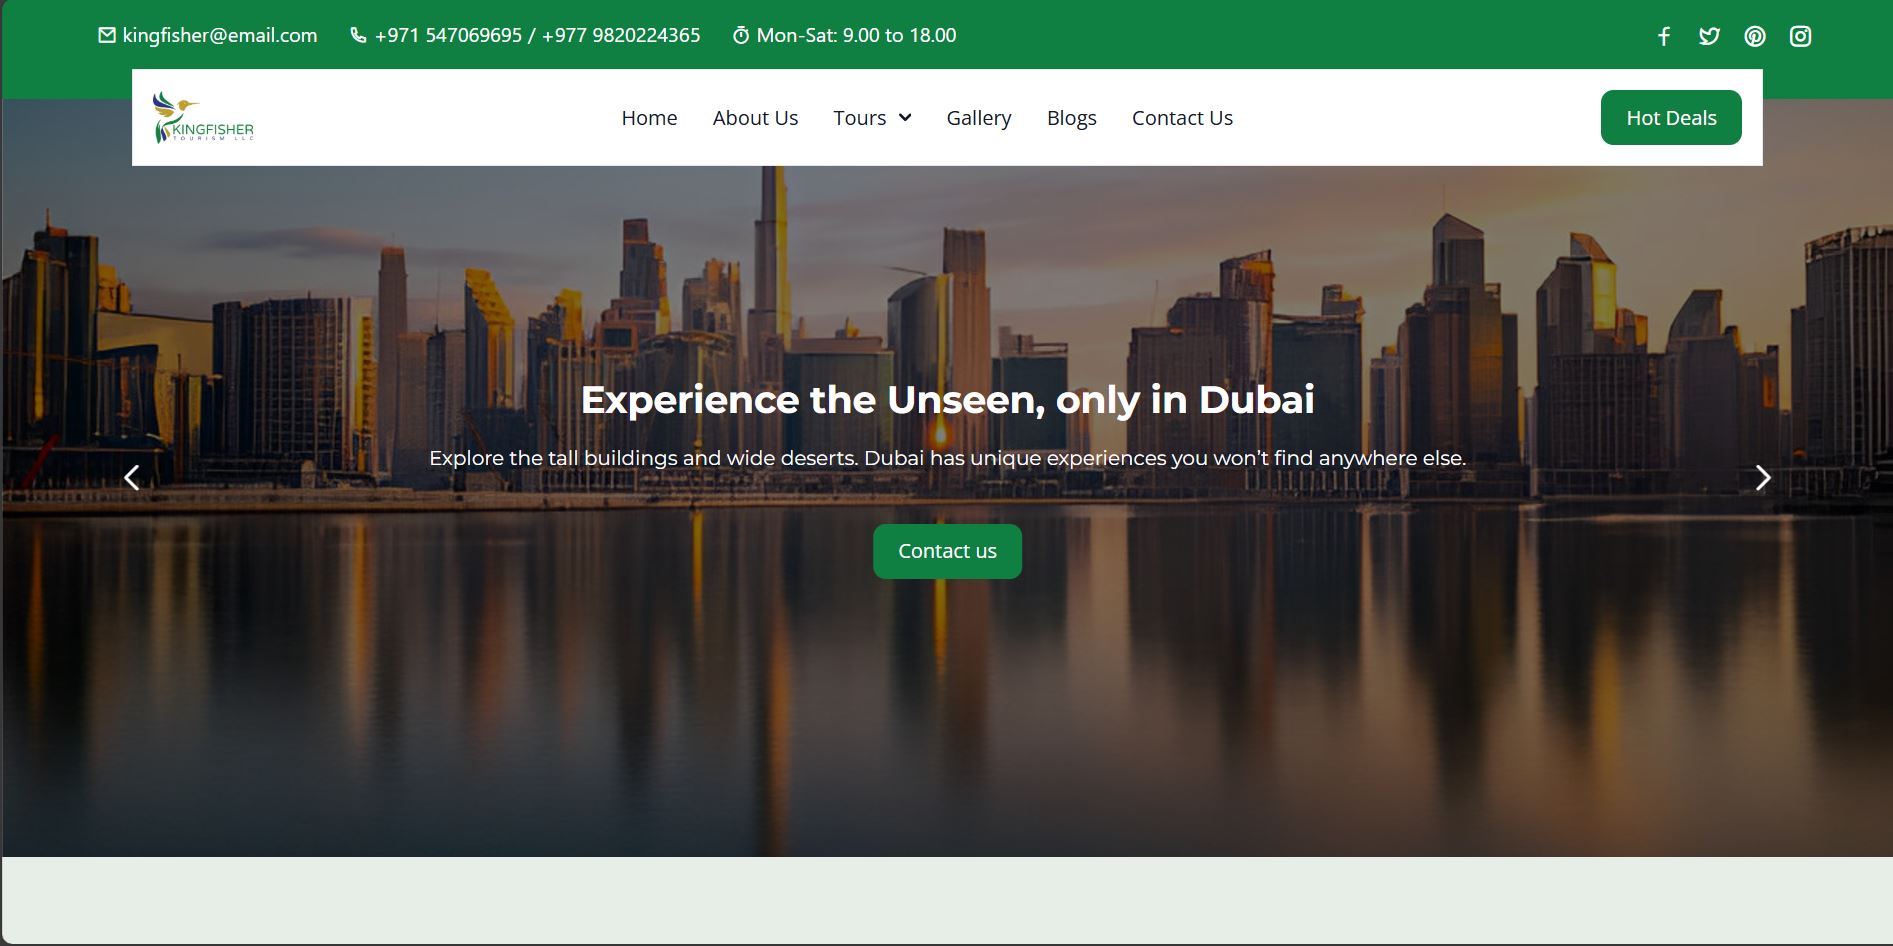 kingfisher@email.com
+971 547069695 / +977 9820224365
Mon-Sat: 9.00 to 18.00
KINGFISHER
TOURISM LLC
Home
About Us
Tours
Gallery
Blogs
Contact Us
Hot Deals
Experience the Unseen, only in Dubai
Explore the tall buildings and wide deserts. Dubai has unique experiences you won't find anywhere else.
Contact us